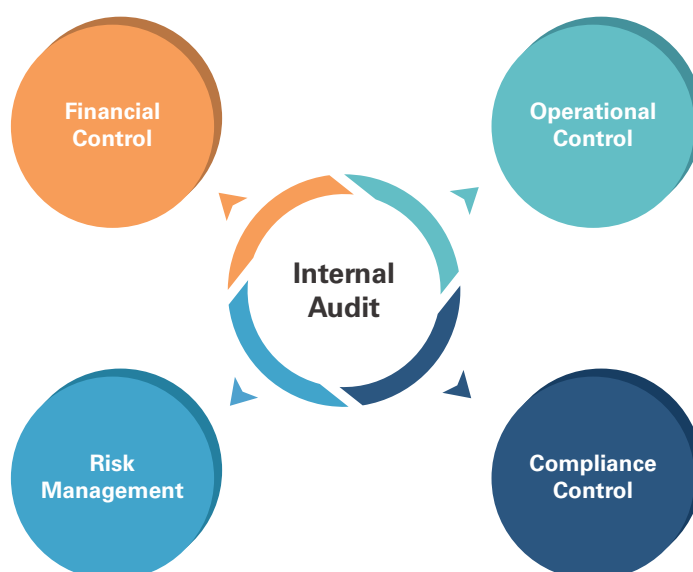 Financial
Control
Operational
Control
Internal
Audit
Risk
Management
Compliance
Control